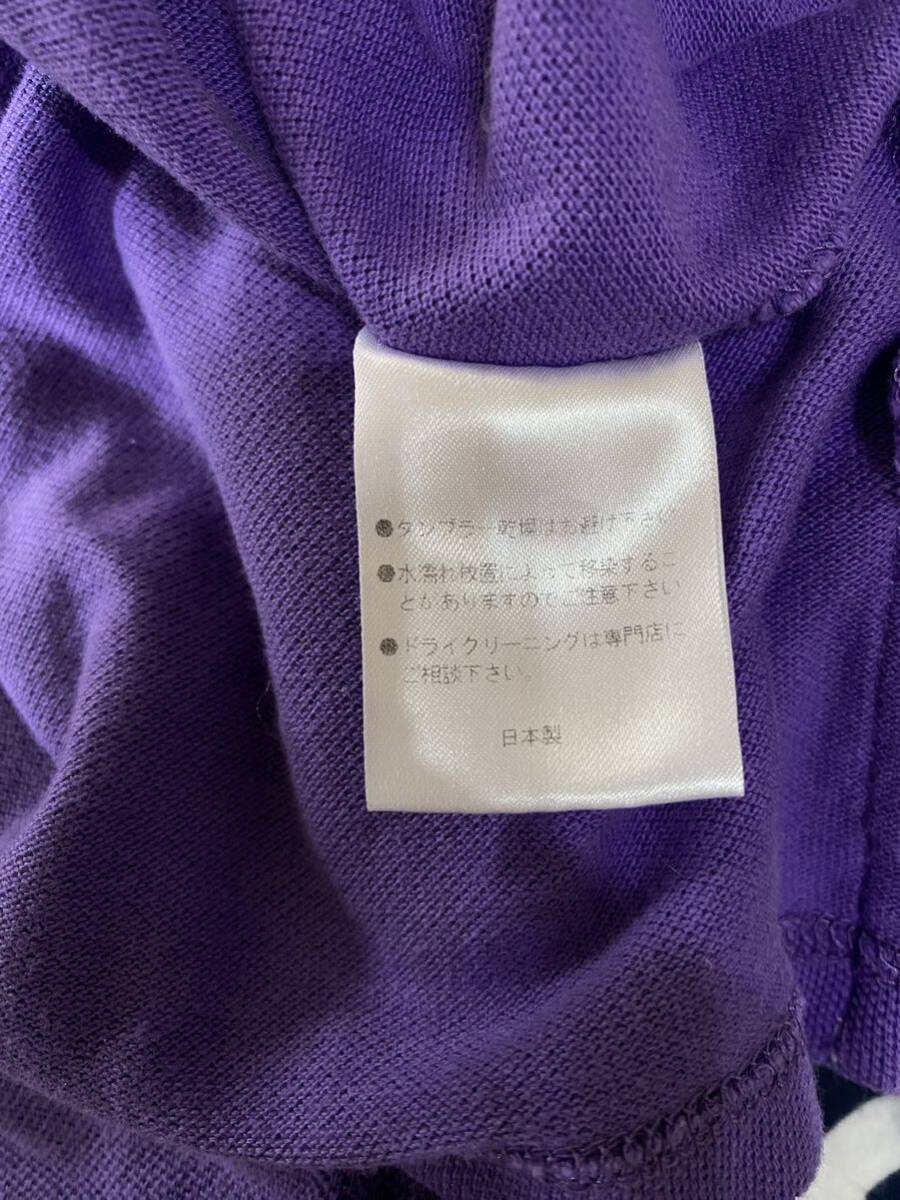 ●タンブラー乾燥はお避け下さい
●水濡れ放置によって移染するこ
とがありますのでご注意下さい
●ドライクリーニングは専門店に
ご相談下さい。
日本製